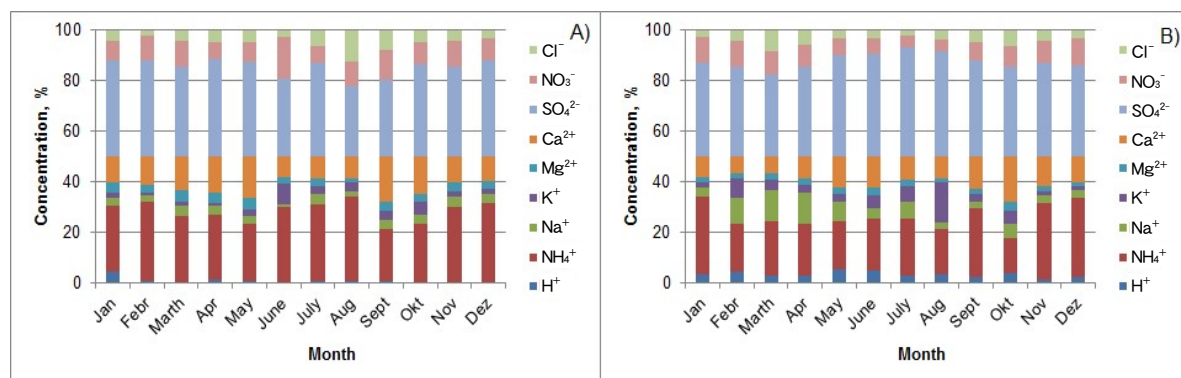 A)
Concentration, %
100
80
60
40
20
0
Jan
Febr
Marth
Apr
May
June
July
Aug
Sept
Okt
Nov
Dez
Month
Cl⁻
NO₃⁻
SO₄²⁻
Ca²⁺
Mg²⁺
K⁺
Na⁺
NH₄⁺
H⁺
B)
Concentration, %
100
80
60
40
20
0
Jan
Febr
Marth
Apr
May
June
July
Aug
Sept
Okt
Nov
Dez
Month
Cl⁻
NO₃⁻
SO₄²⁻
Ca²⁺
Mg²⁺
K⁺
Na⁺
NH₄⁺
H⁺